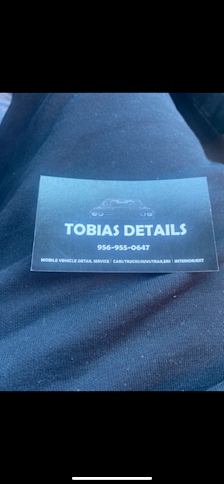 TOBIAS DETAILS
956-955-0647
MOBILE VEHICLE DETAIL SERVICE | CARS/TRUCKS/SUVS/TRAILERS | INTERIOR/EXT